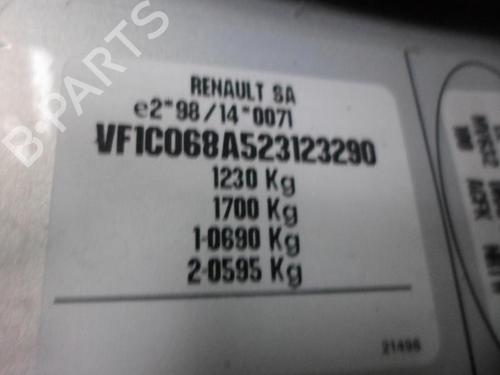 B-PARTS
RENAULT SA
e2*98/14*0071
VF1C068A523123290
1230 Kg
1700 Kg
1-0690 Kg
2-0595 Kg
21496